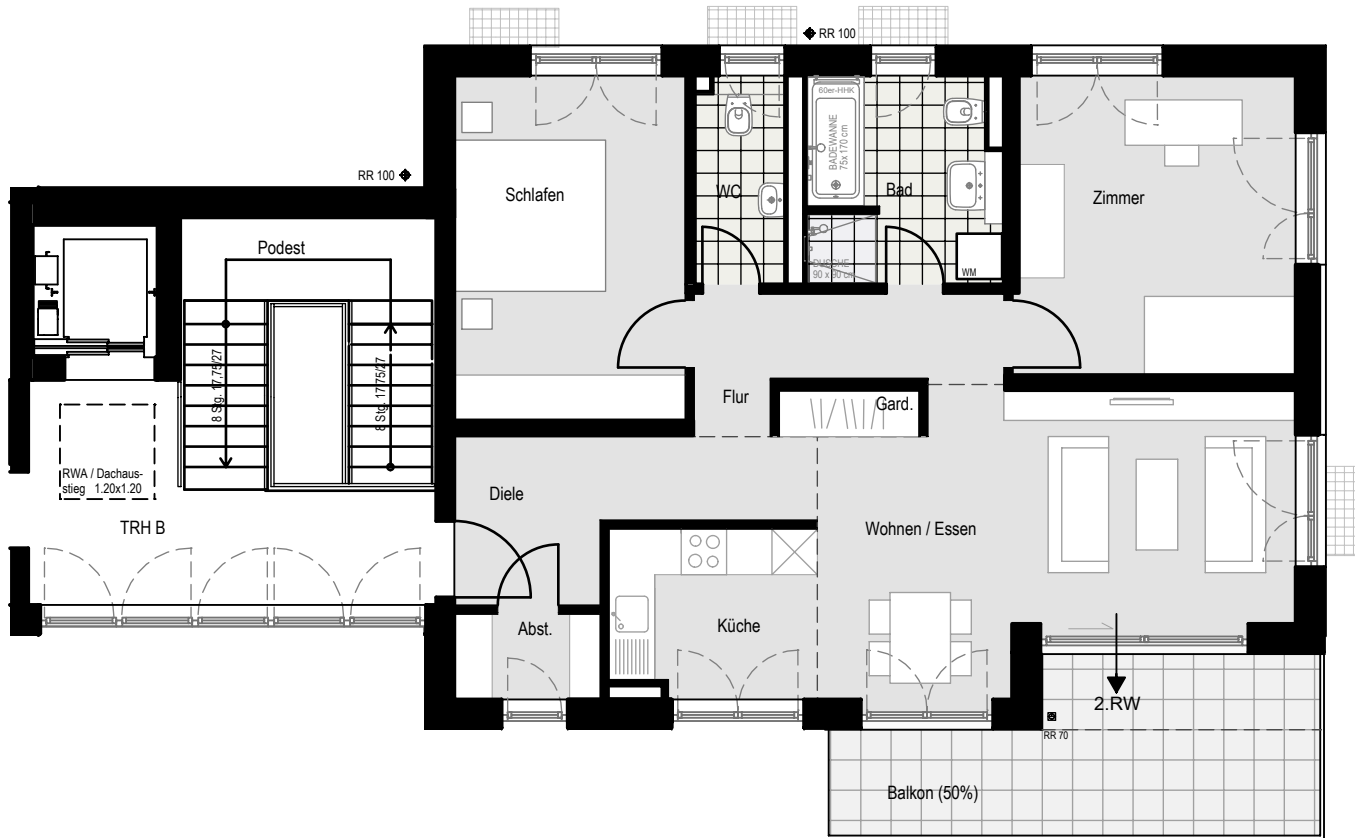 RR 100
60er-HHK
BADEWANNE
75x 170 cm
RR 100
Schlafen
WC
Bad
Zimmer
Podest
DUSCHE
90 x 90 cm
WM
8 Stg. 17,75/27
8 Stg. 17,75/27
Flur
Gard.
RWA / Dachaus-
stieg 1.20x1.20
Diele
TRH B
Wohnen / Essen
Abst.
Küche
2.RW
RR 70
Balkon (50%)